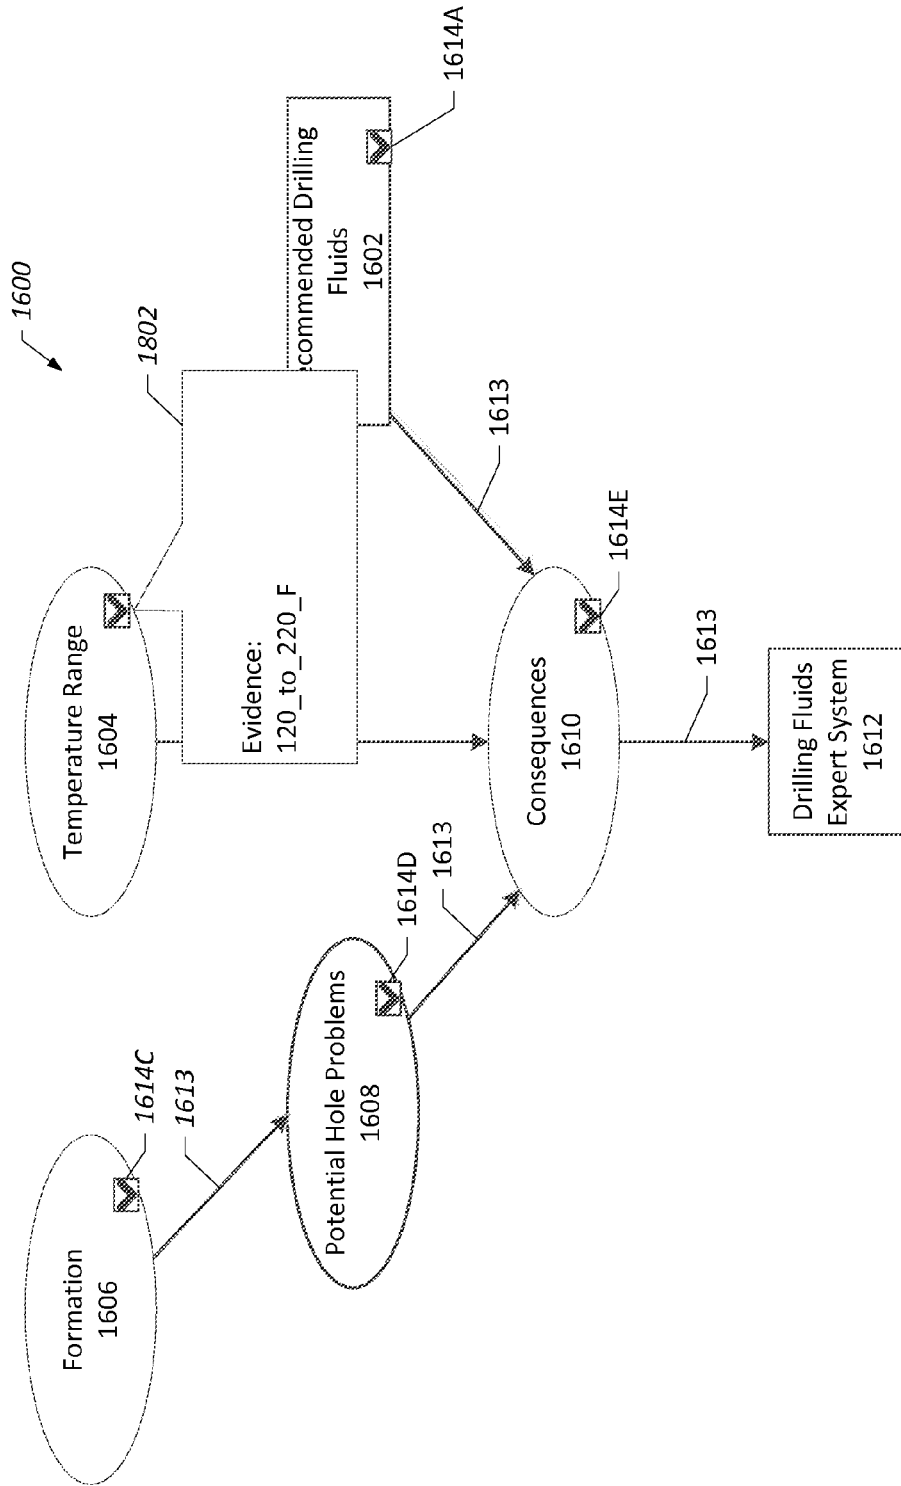 1600
Formation
1606
1614C
1613
Temperature Range
1604
1802
Evidence:
120_to_220_F
ecommended Drilling
Fluids
1602
1614A
Potential Hole Problems
1608
1614D
1613
1613
Consequences
1610
1614E
1613
Drilling Fluids
Expert System
1612